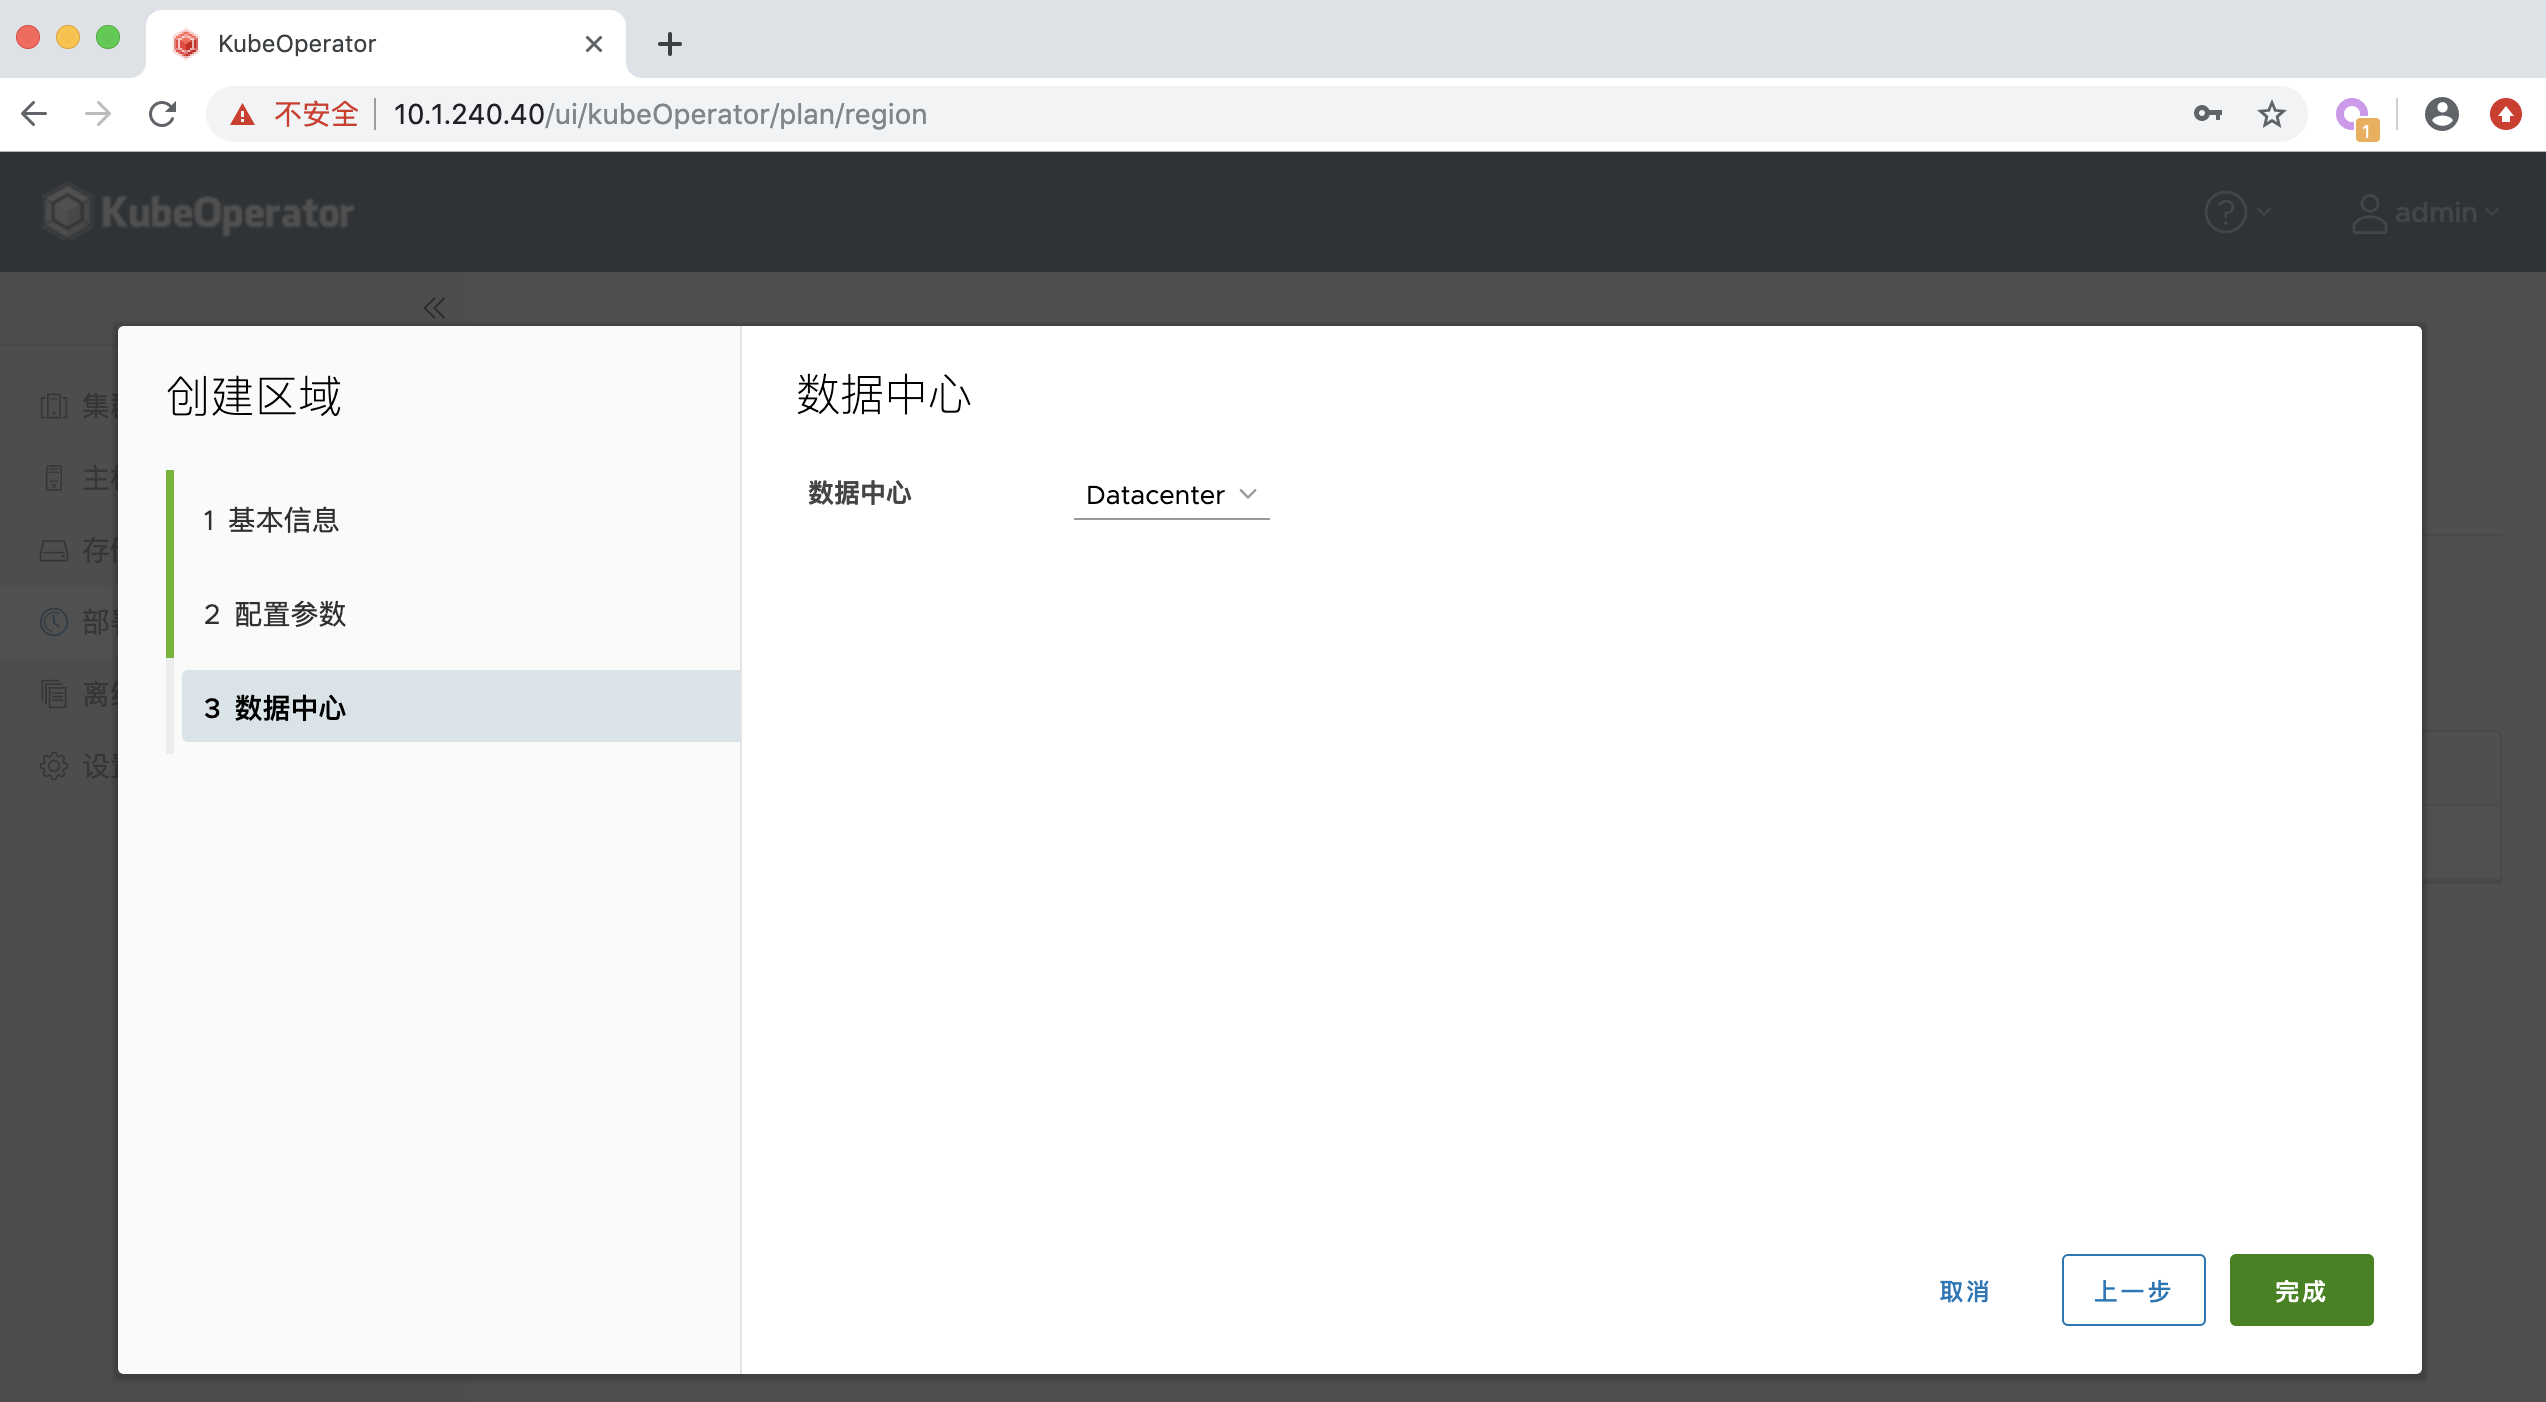 KubeOperator
不安全 10.1.240.40/ui/kubeOperator/plan/region
1
KubeOperator
? admin
创建区域
1 基本信息
2 配置参数
3 数据中心
数据中心
数据中心 Datacenter
取消 上一步 完成
集
主
存
部
离
设